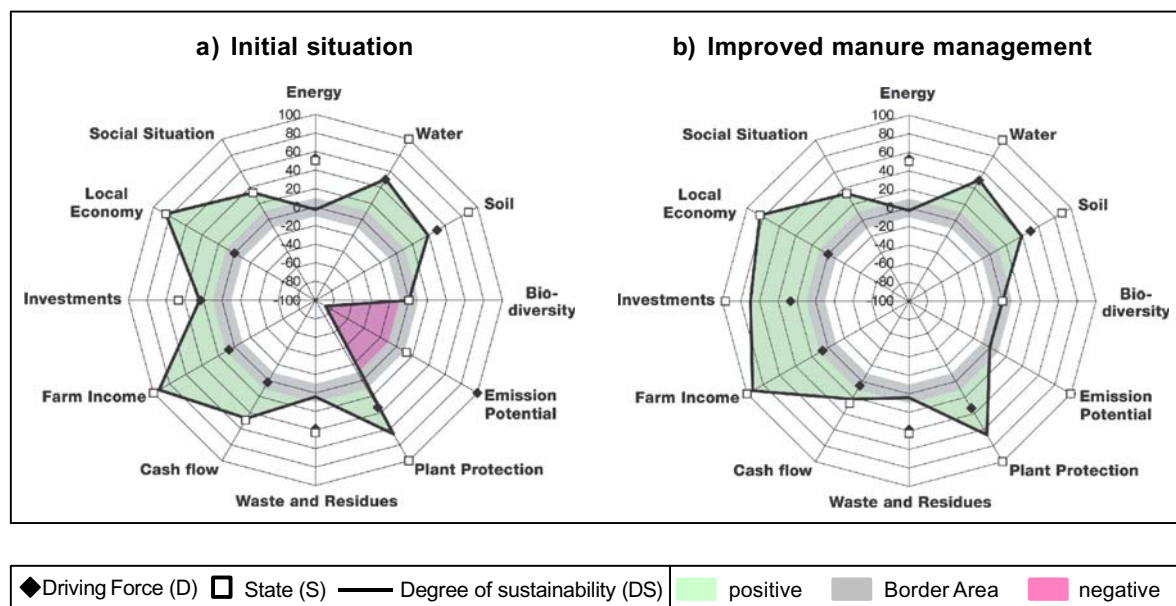 a) Initial situation
Energy
Water
Soil
Bio-
diversity
Emission
Potential
Plant Protection
Waste and Residues
Cash flow
Farm Income
Investments
Local
Economy
Social Situation
100
80
60
40
20
0
-20
-40
-60
-80
-100
b) Improved manure management
Energy
Water
Soil
Bio-
diversity
Emission
Potential
Plant Protection
Waste and Residues
Cash flow
Farm Income
Investments
Local
Economy
Social Situation
100
80
60
40
20
0
-20
-40
-60
-80
-100
Driving Force (D) State (S) Degree of sustainability (DS) positive Border Area negative